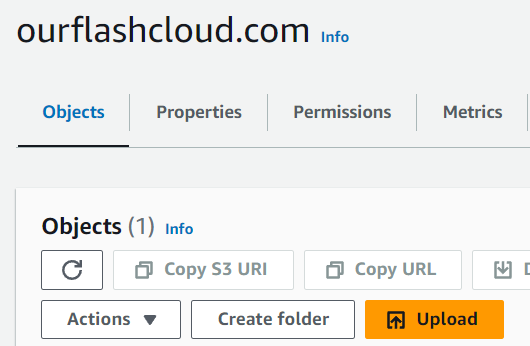 ourflashcloud.com Info
Objects Properties Permissions Metrics
Objects (1) Info
Copy S3 URI Copy URL
Actions Create folder Upload